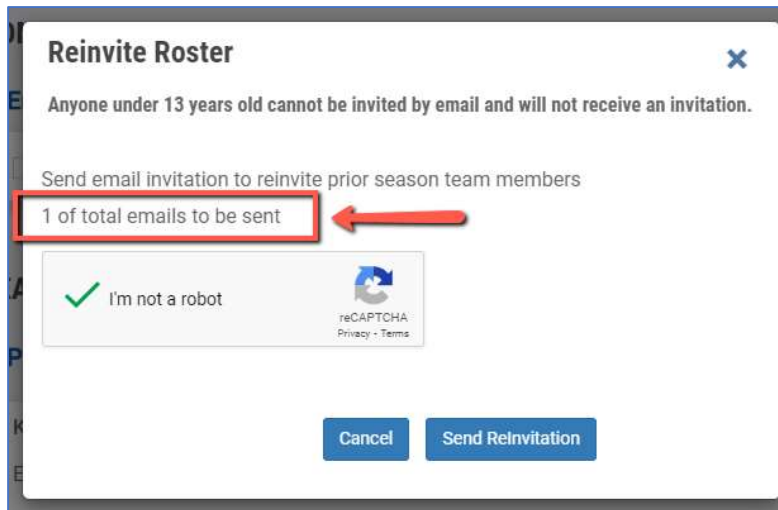 Reinvite Roster
Anyone under 13 years old cannot be invited by email and will not receive an invitation.
Send email invitation to reinvite prior season team members
1 of total emails to be sent
I'm not a robot
reCAPTCHA
Privacy - Terms
Cancel
Send ReInvitation